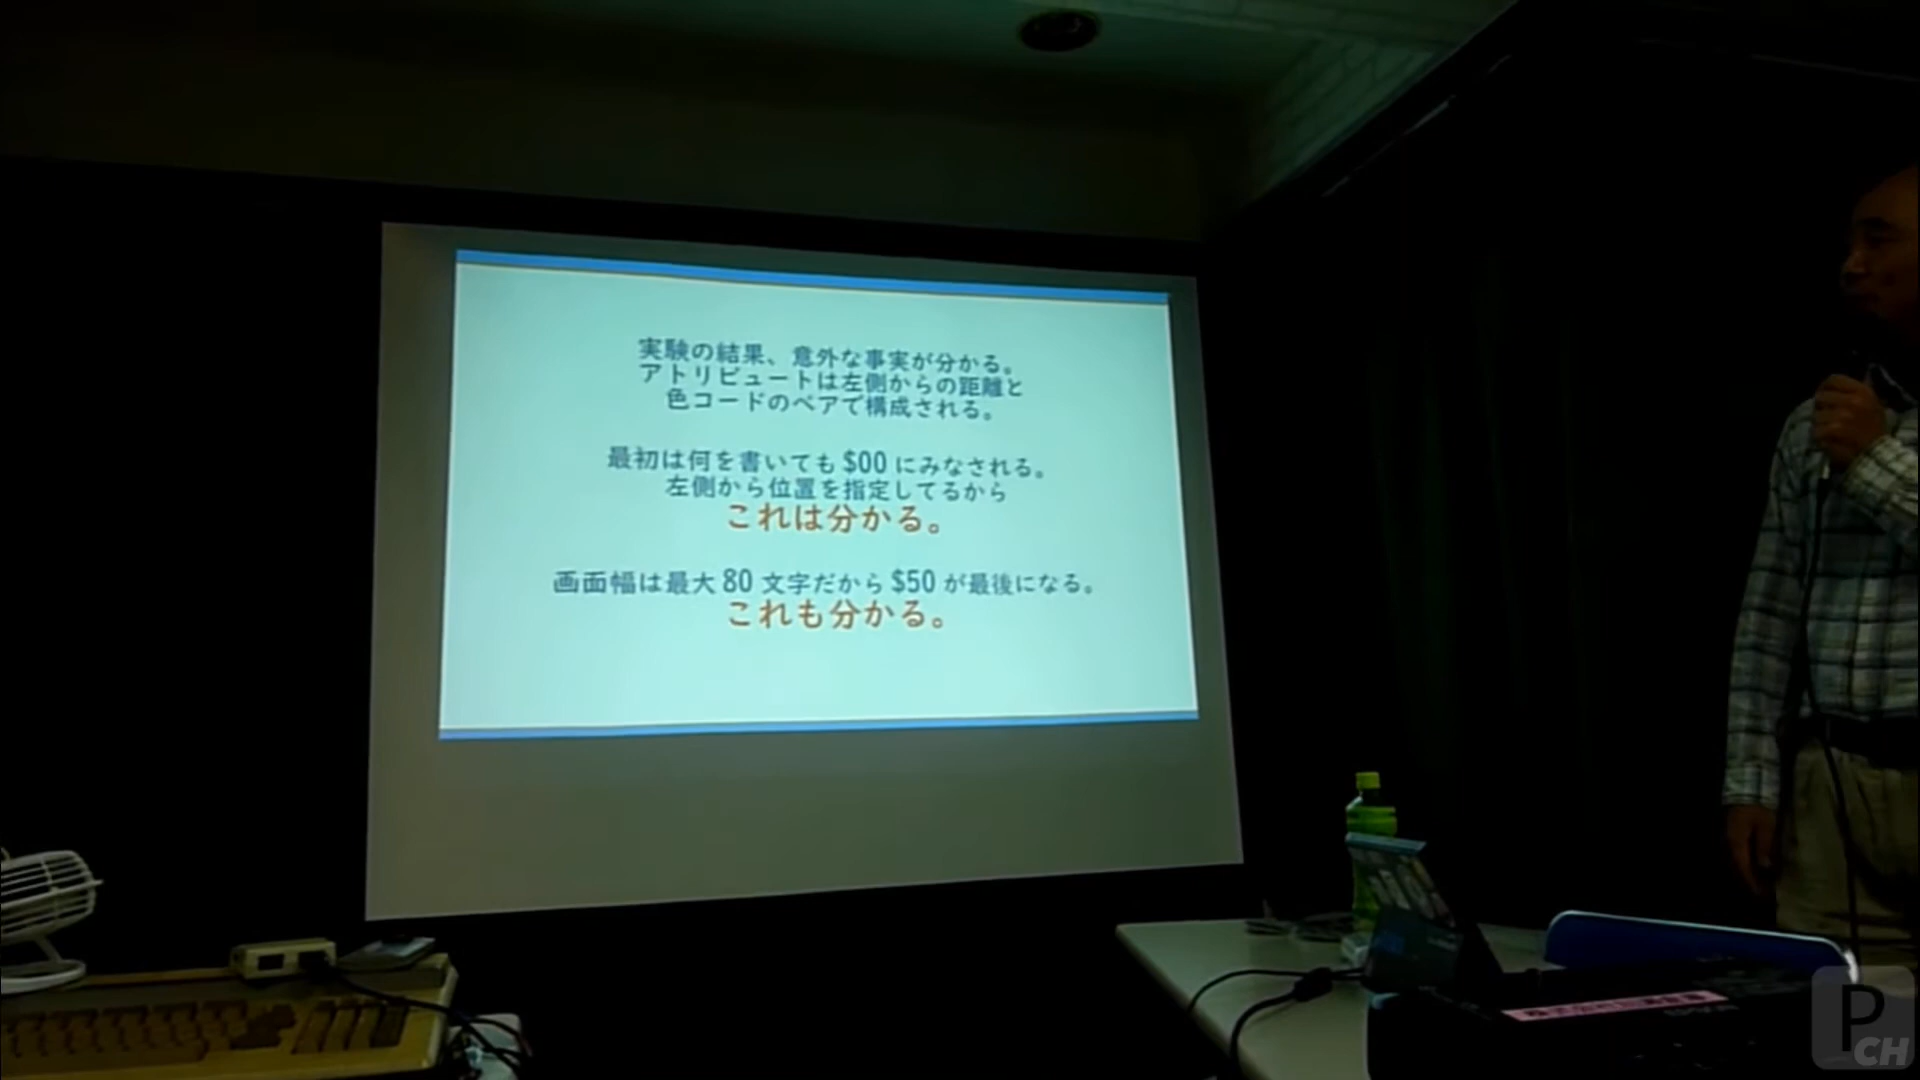 実験の結果、意外な事実が分かる。
アトリビュートは左側からの距離と
色コードのペアで構成される。
最初は何を書いても $00 にみなされる。
左側から位置を指定してるから
これは分かる。
画面幅は最大 80 文字だから $50 が最後になる。
これも分かる。
P
CH